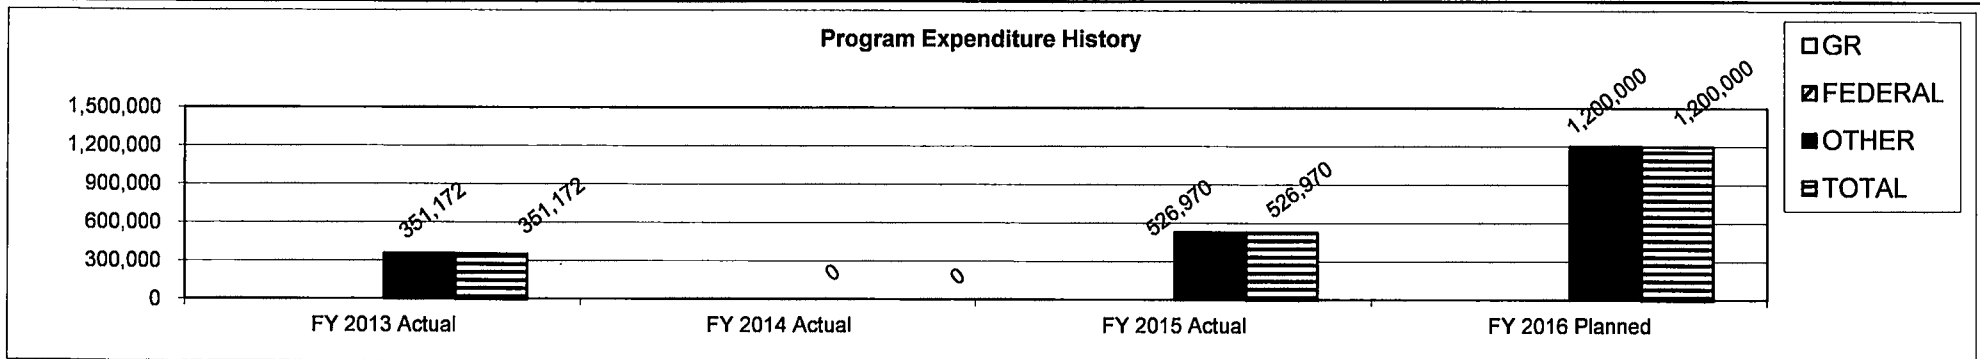 Program Expenditure History
GR
FEDERAL
OTHER
TOTAL
1,500,000
1,200,000
900,000
600,000
300,000
0
351,172
351,172
0
0
526,970
526,970
1,200,000
1,200,000
FY 2013 Actual
FY 2014 Actual
FY 2015 Actual
FY 2016 Planned